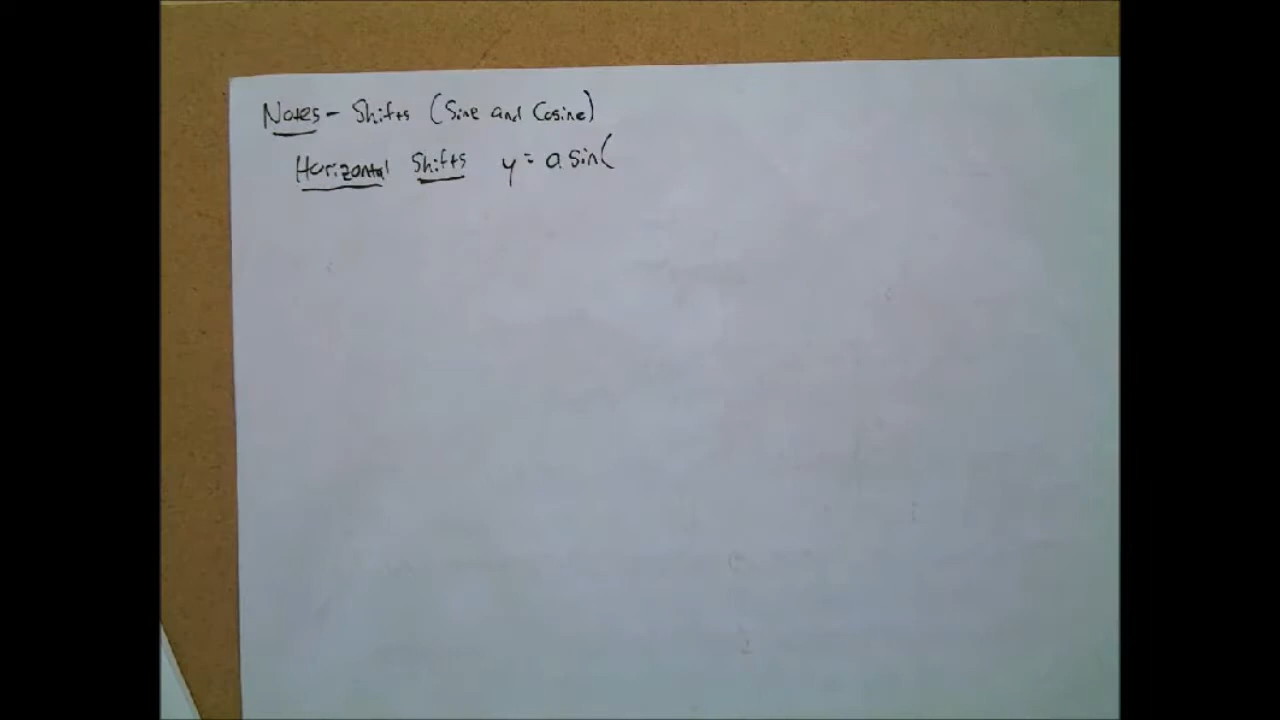 Notes - Shifts (Sine and Cosine)
Horizontal Shifts y = a sin(